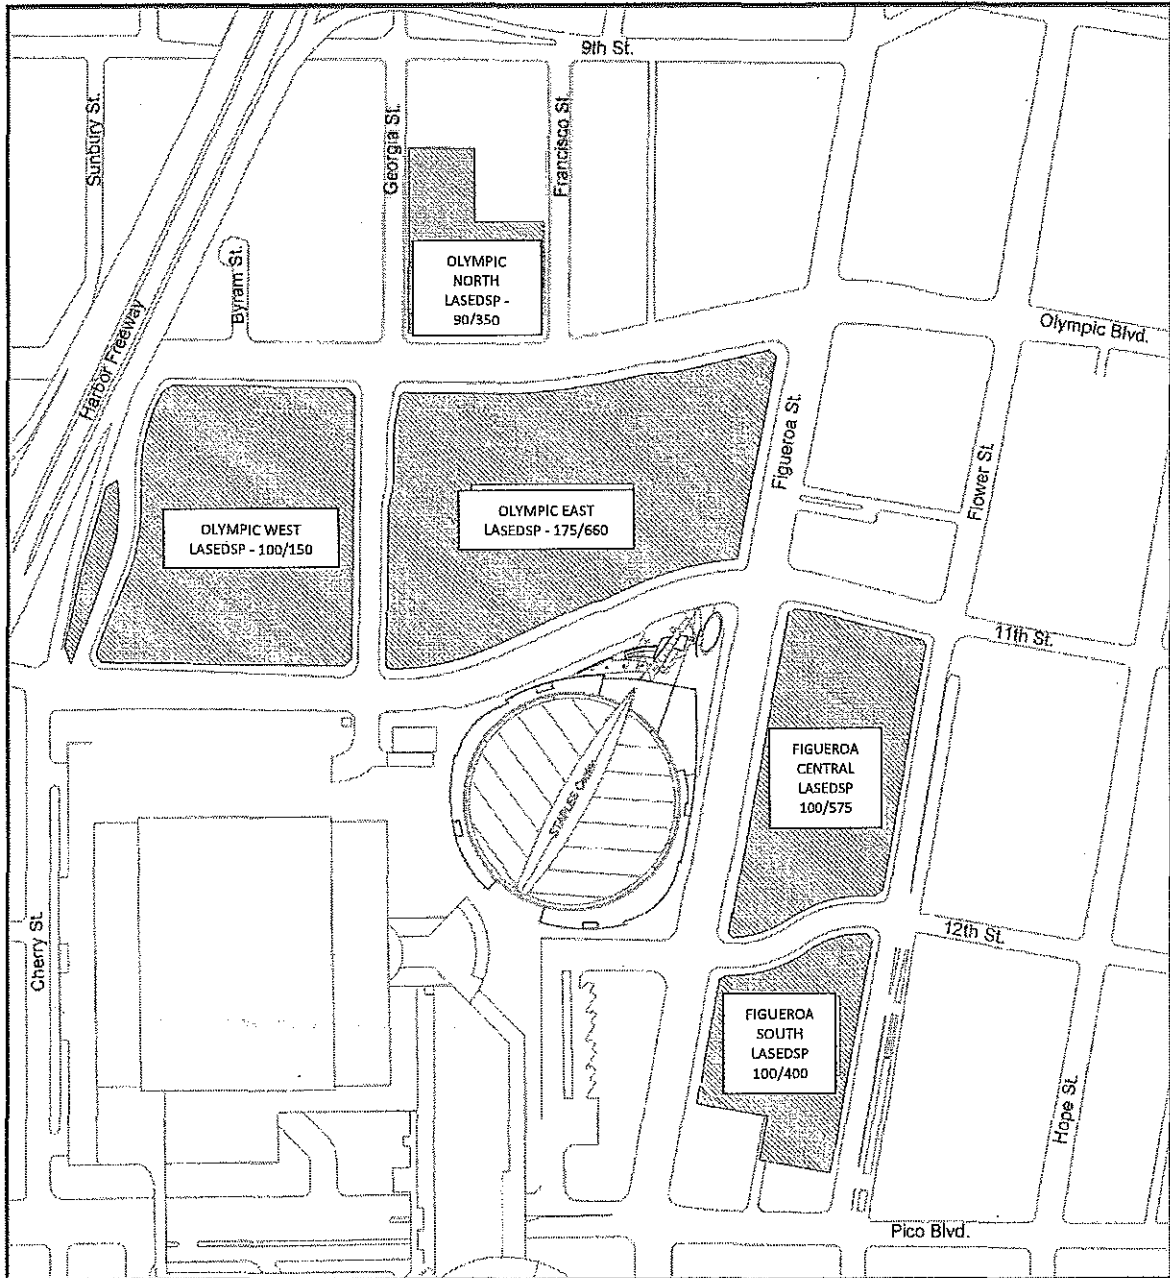 9th St.
Sunbury St.
Georgia St.
Francisco St.
Byram St.
Harbor Freeway
OLYMPIC
NORTH
LASEDSP -
90/350
Olympic Blvd.
Figueroa St.
Flower St.
OLYMPIC WEST
LASEDSP - 100/150
OLYMPIC EAST
LASEDSP - 175/660
11th St.
FIGUEROA
CENTRAL
LASEDSP
100/575
STAPLES Center
12th St.
Cherry St.
FIGUEROA
SOUTH
LASEDSP
100/400
Hope St.
Pico Blvd.